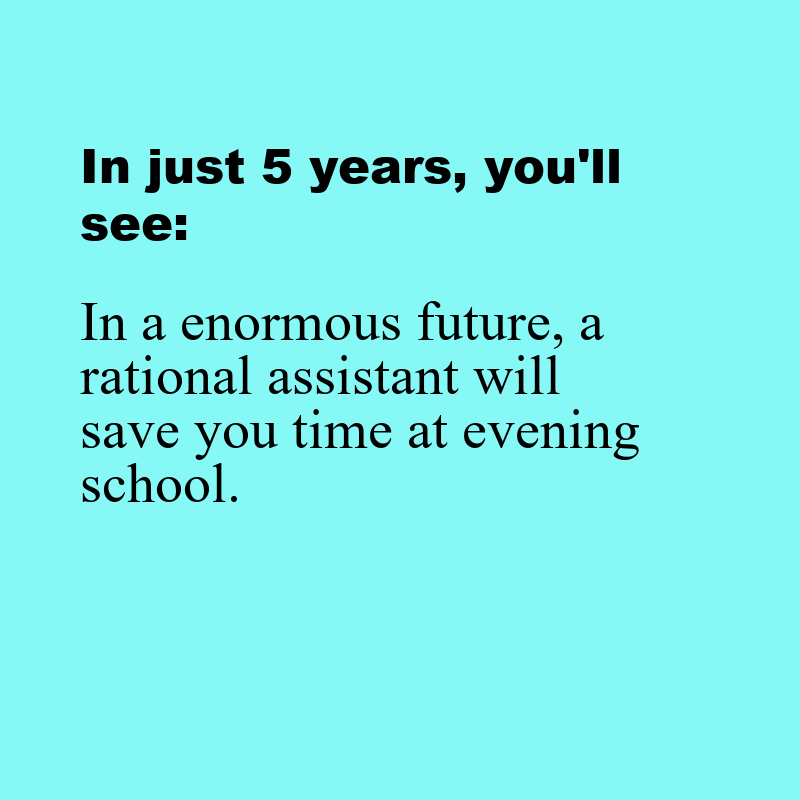 In just 5 years, you'll
see:
In a enormous future, a
rational assistant will
save you time at evening
school.